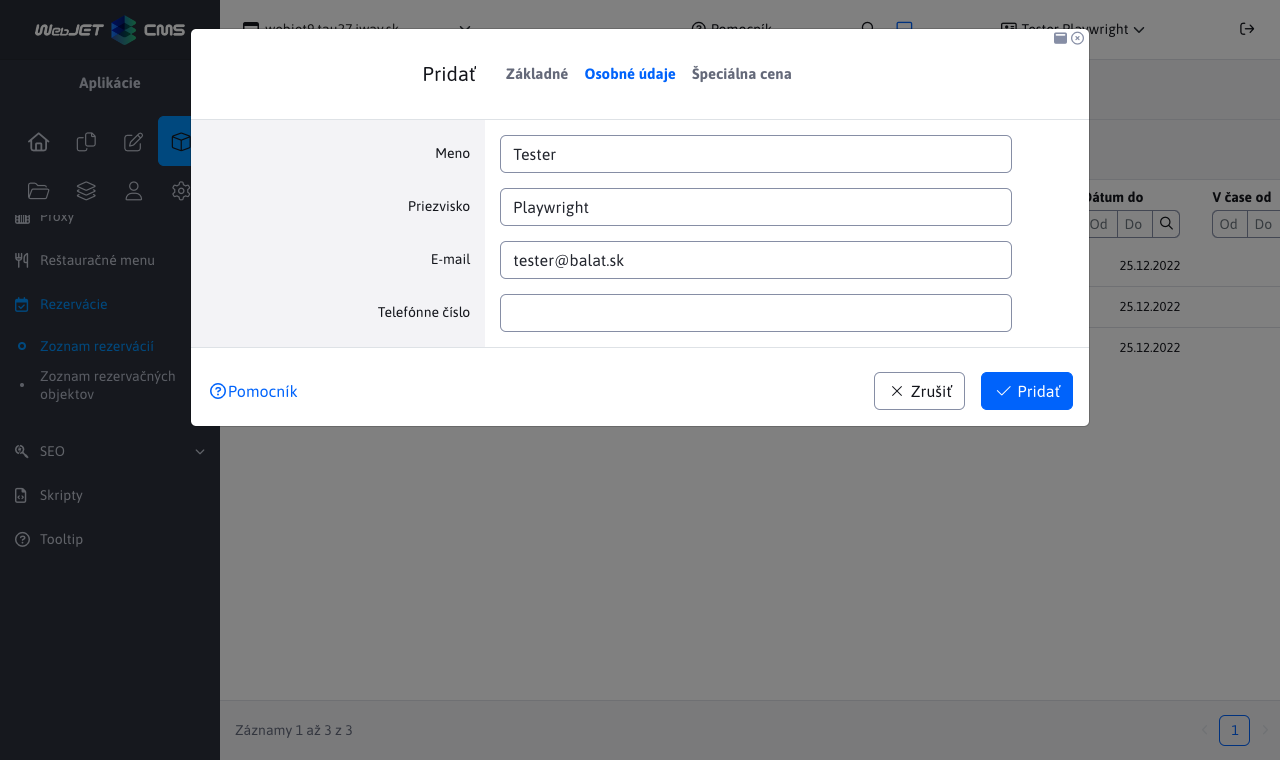 WebJET CMS
webjet9.tau27.iway.sk
Pomocník
Tester Playwright
Aplikácie
Pridať
Základné
Osobné údaje
Špeciálna cena
Meno
Tester
Priezvisko
Playwright
E-mail
tester@balat.sk
Telefónne číslo
Pomocník
Zrušiť
Pridať
Proxy
Reštauračné menu
Rezervácie
Zoznam rezervácií
Zoznam rezervačných
objektov
SEO
Skripty
Tooltip
Dátum do
V čase od
Od
Do
Od
Do
25.12.2022
25.12.2022
25.12.2022
Záznamy 1 až 3 z 3
1